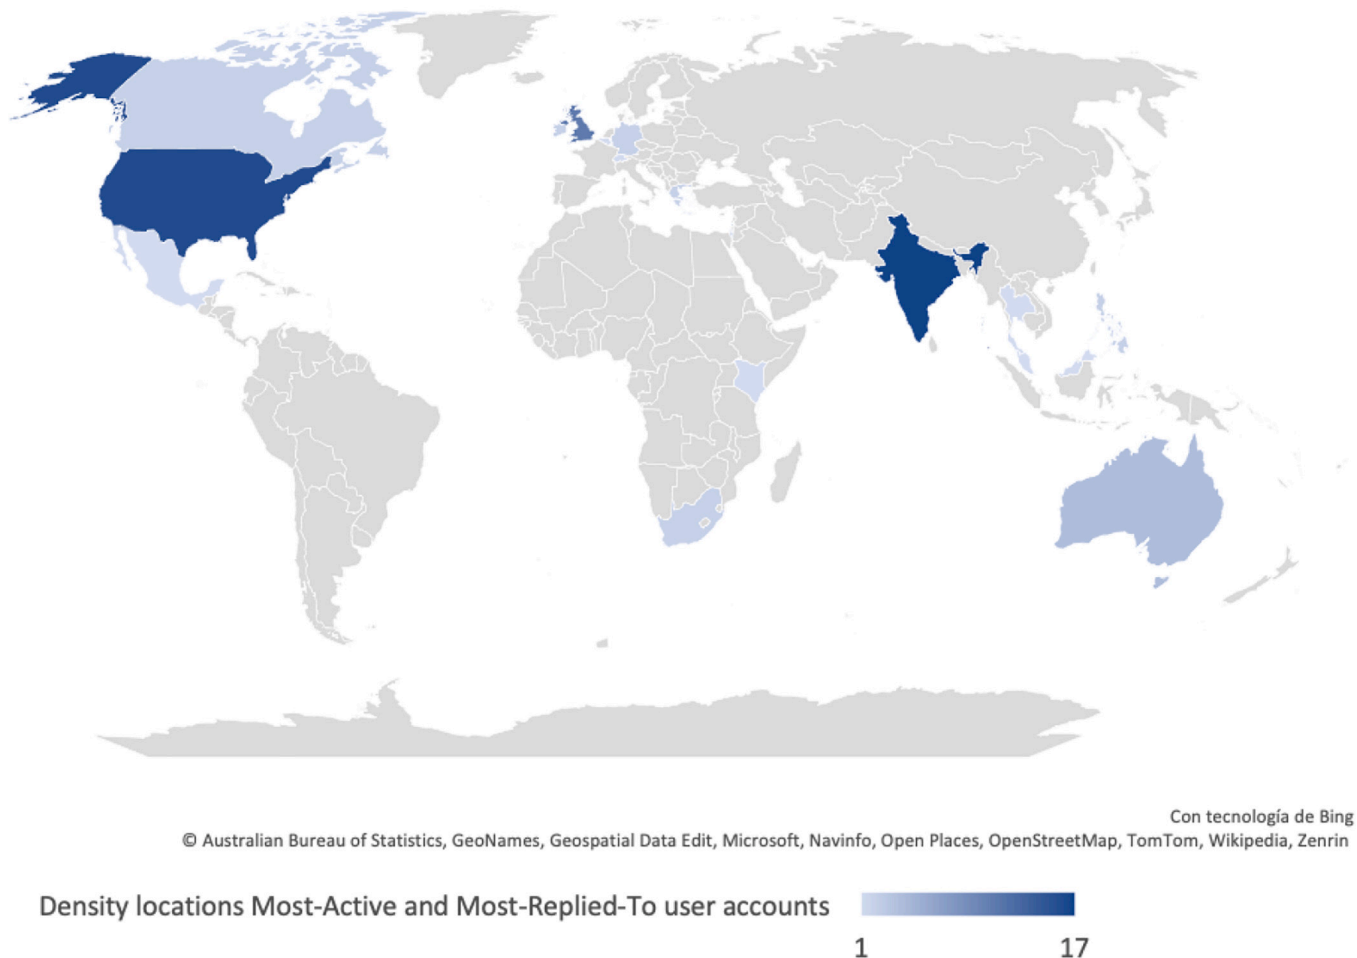 Con tecnología de Bing
© Australian Bureau of Statistics, GeoNames, Geospatial Data Edit, Microsoft, Navinfo, Open Places, OpenStreetMap, TomTom, Wikipedia, Zenrin
Density locations Most-Active and Most-Replied-To user accounts
1 17